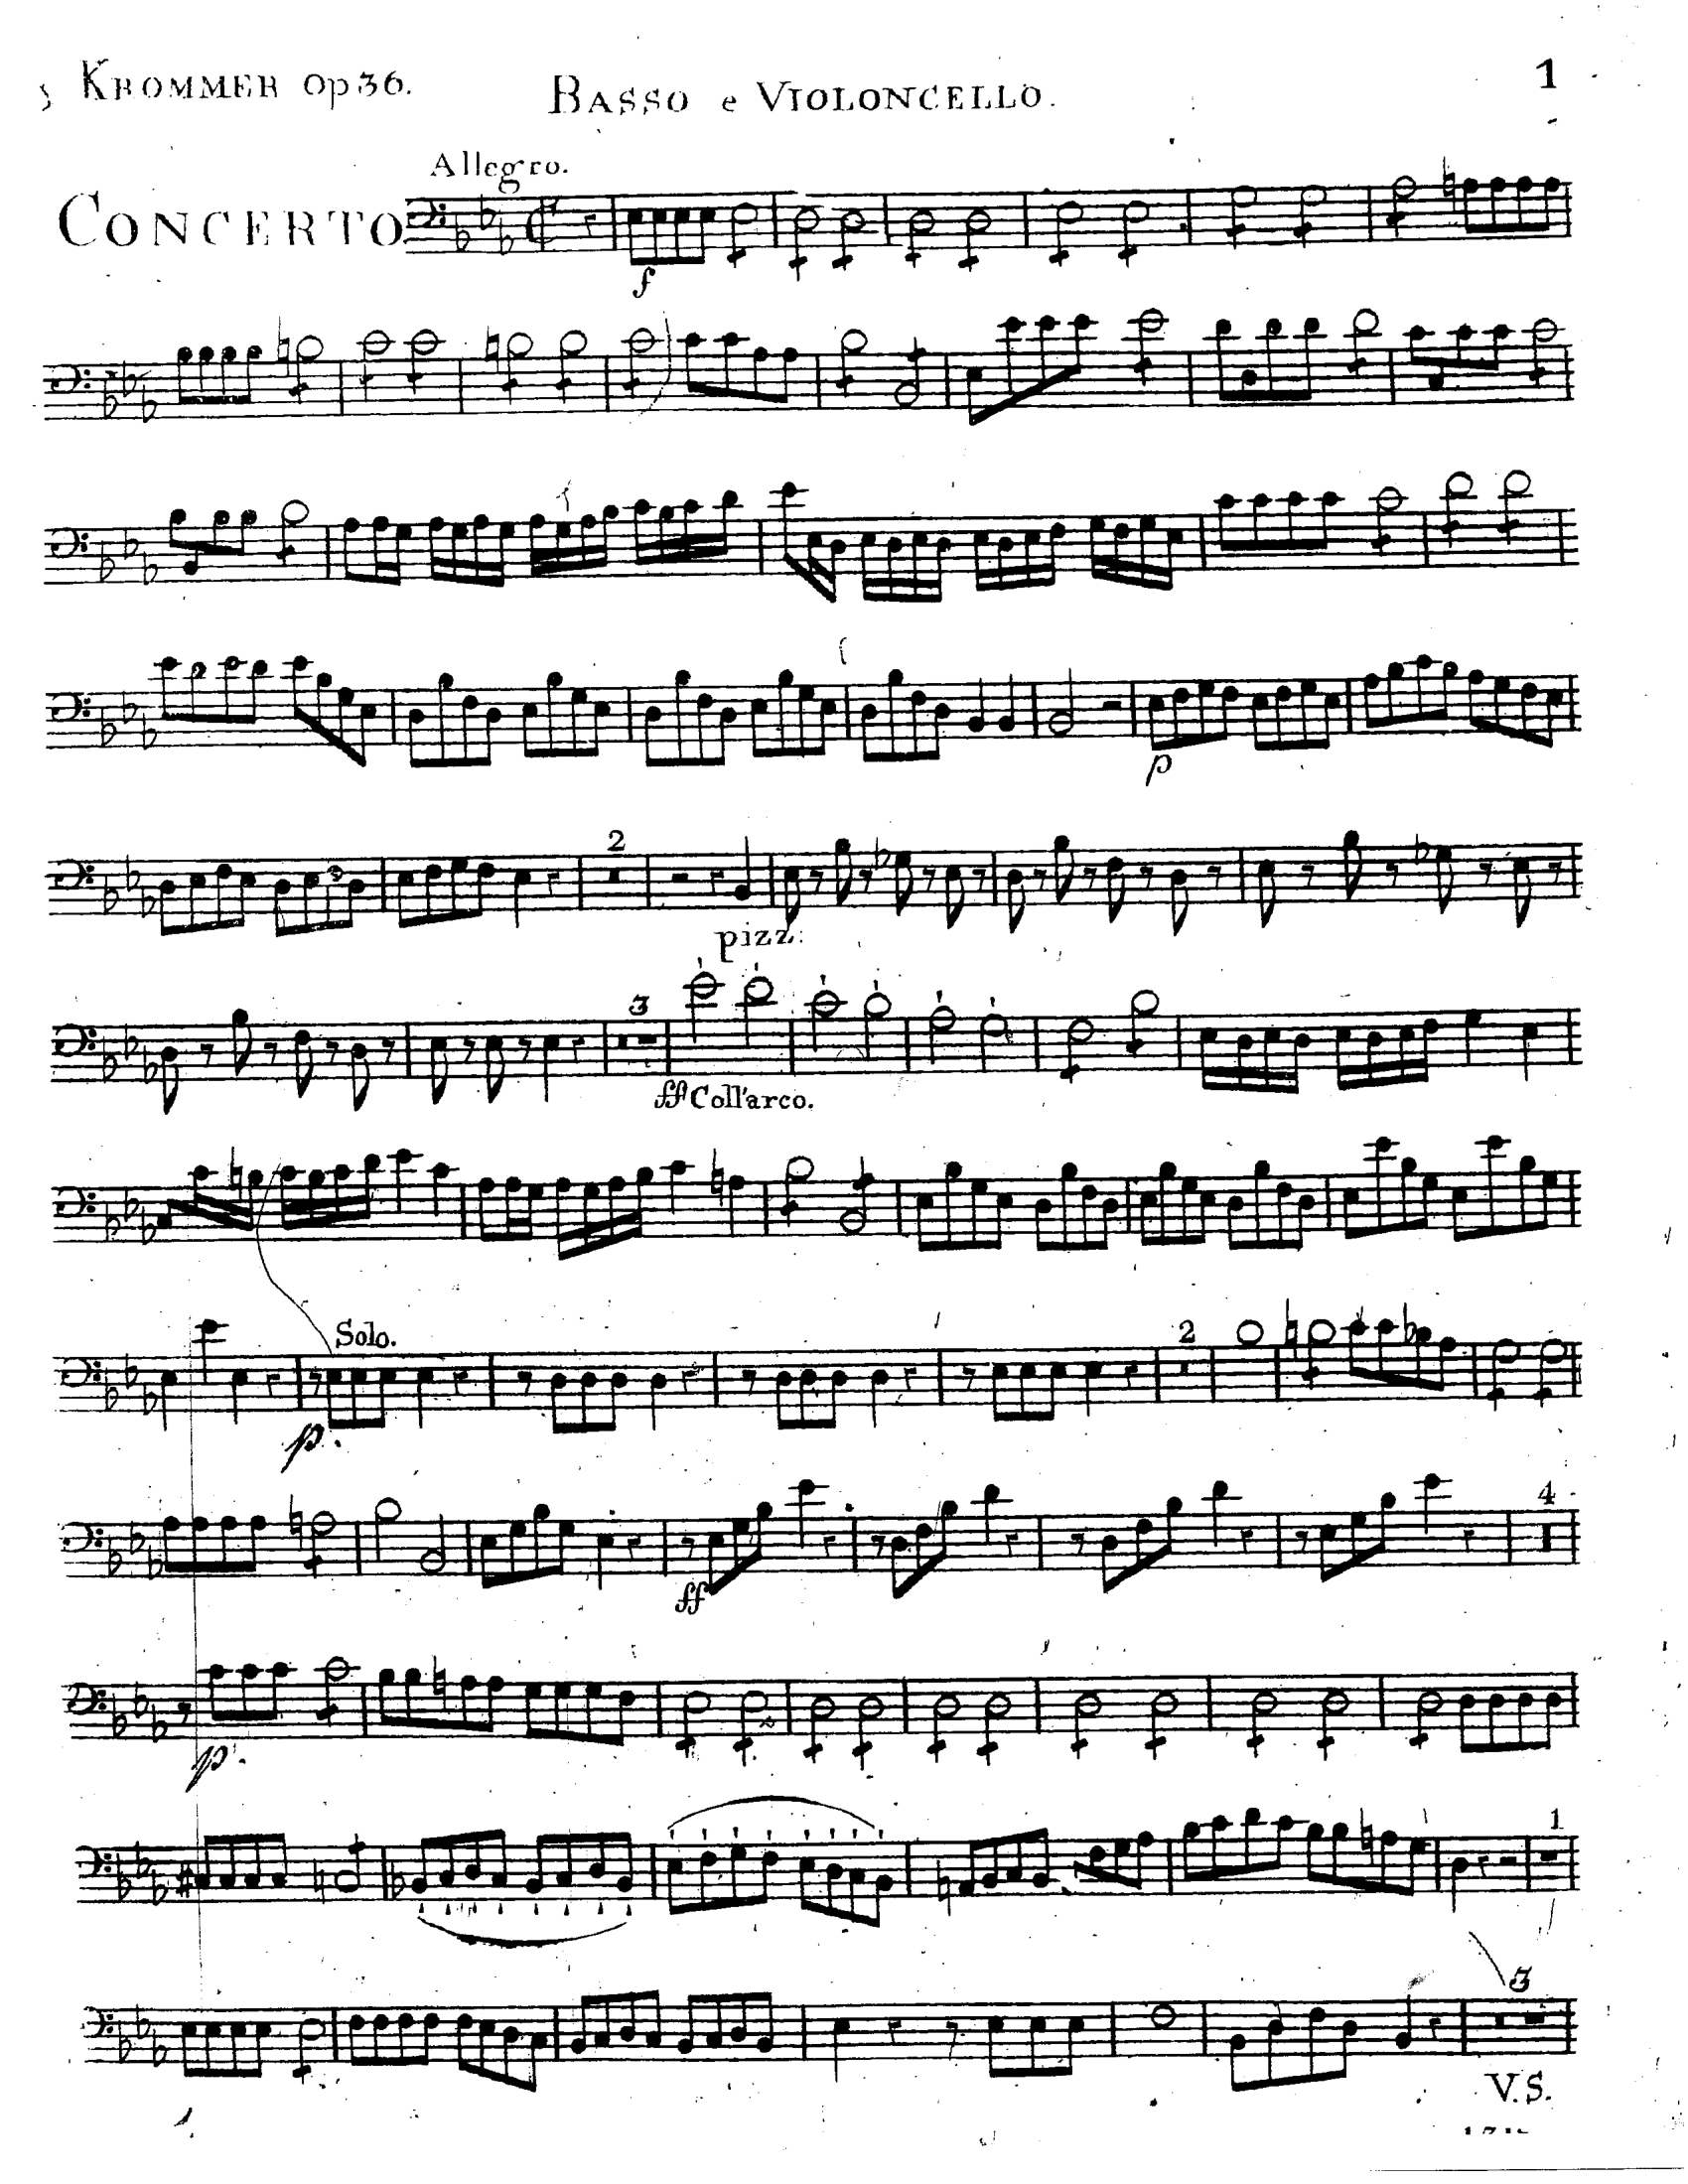 KROMMER Op 36.
BASSO e VIOLONCELLO.
1
Allegro.
CONCERTO
f
p
2
pizz:
3
ff Coll'arco.
Solo.
p.
2
ff
4
p.
1
3
V.S.